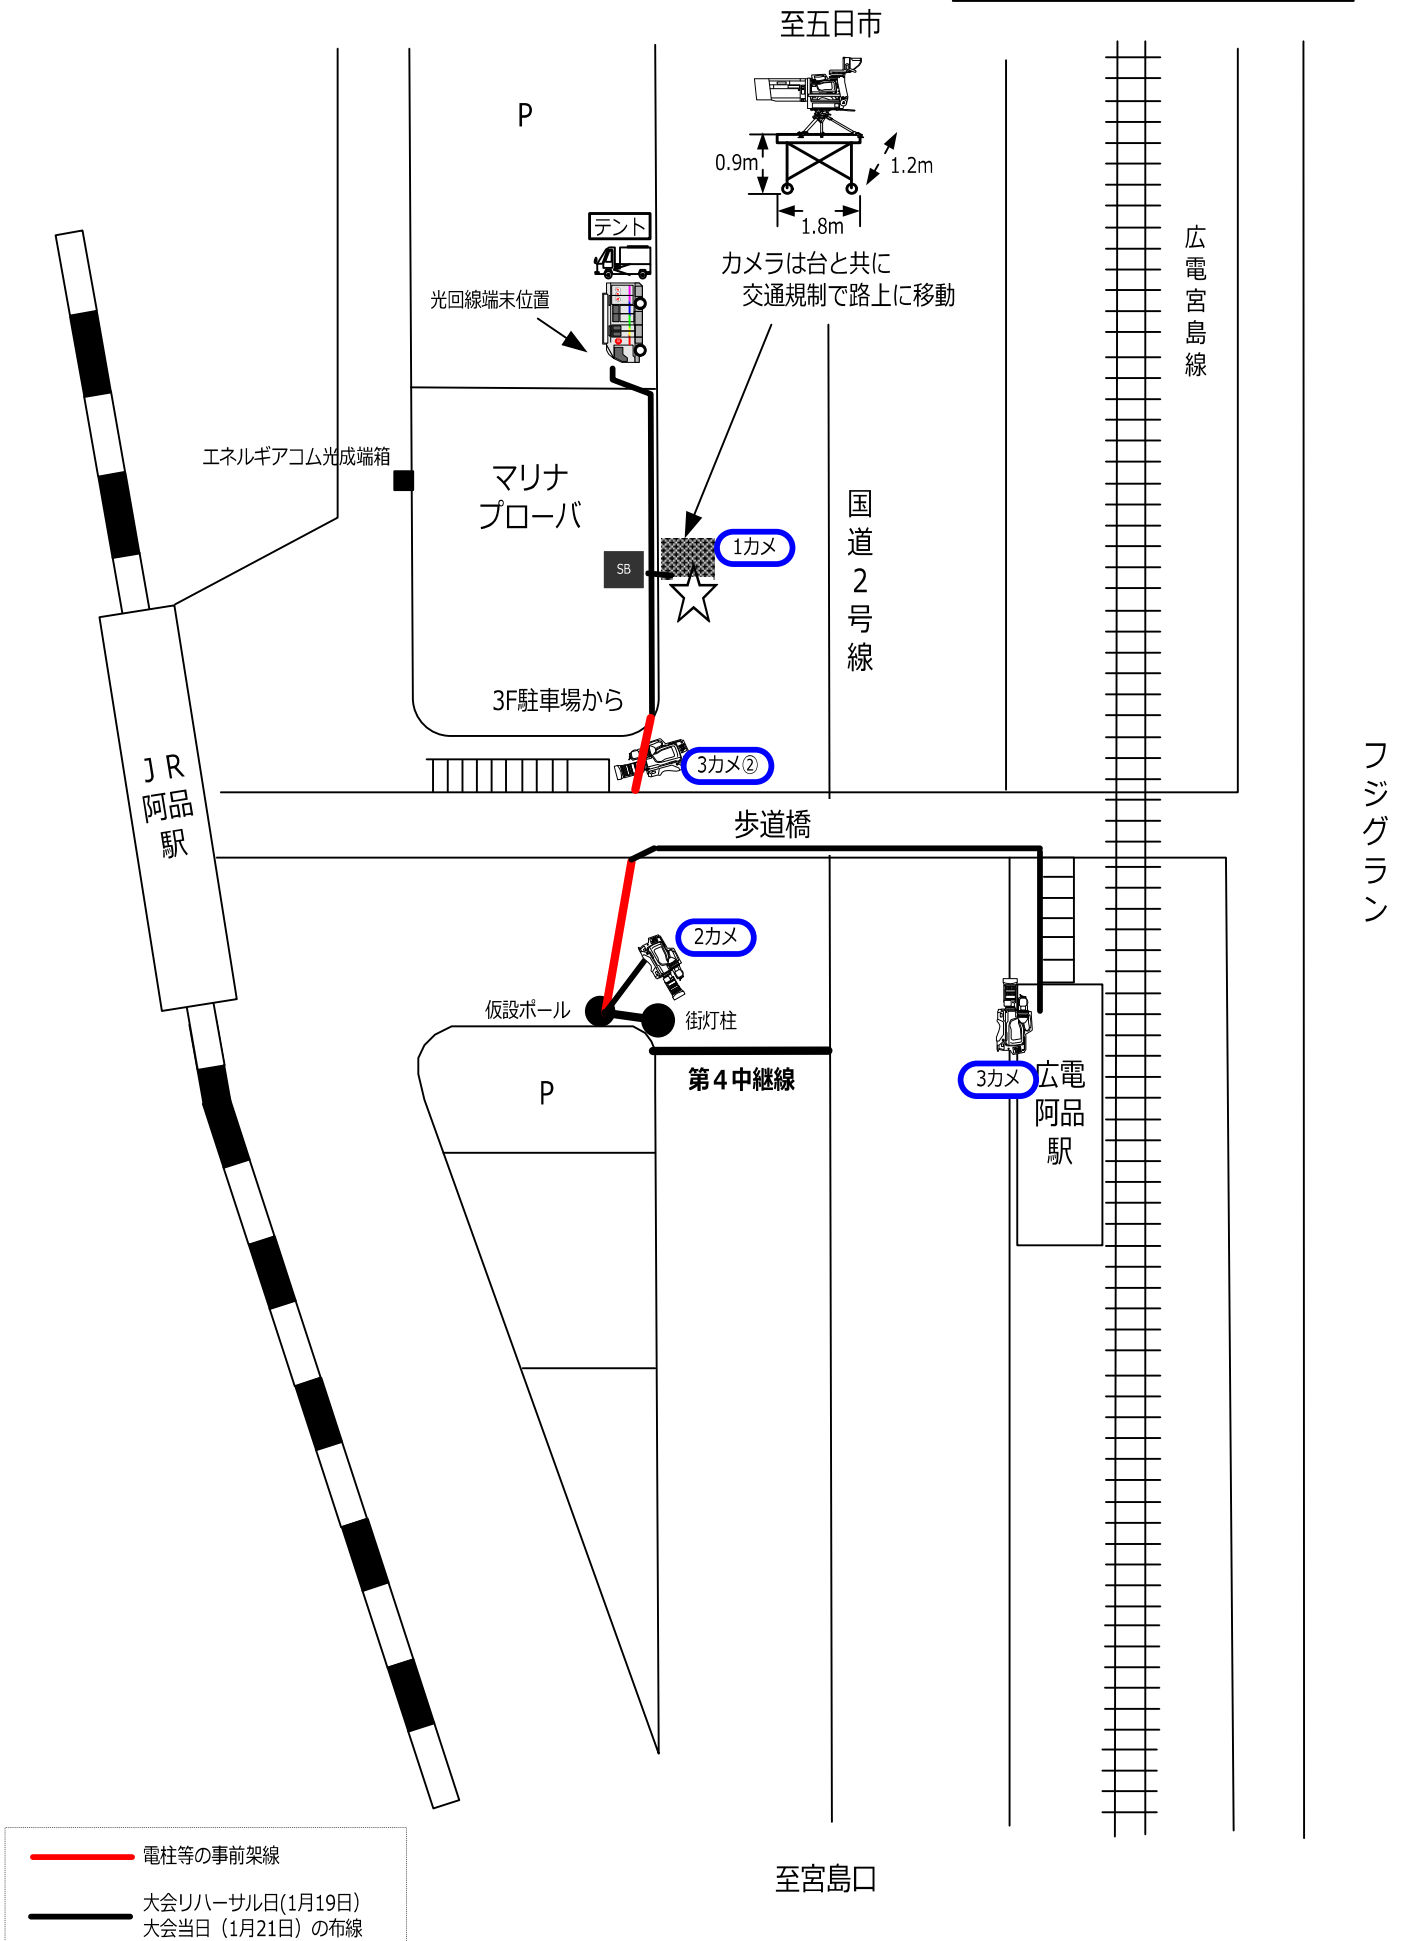 至五日市
P
0.9m
1.2m
1.8m
テント
カメラは台と共に
交通規制で路上に移動
光回線端末位置
広電宮島線
エネルギアコム光成端箱
マリナ
プローバ
国道2号線
1カメ
SB
3F駐車場から
3カメ②
JR
阿品
駅
フジグラン
歩道橋
2カメ
仮設ポール
街灯柱
第4中継線
3カメ
広電
阿品
駅
P
電柱等の事前架線
大会リハーサル日(1月19日)
大会当日（1月21日）の布線
至宮島口